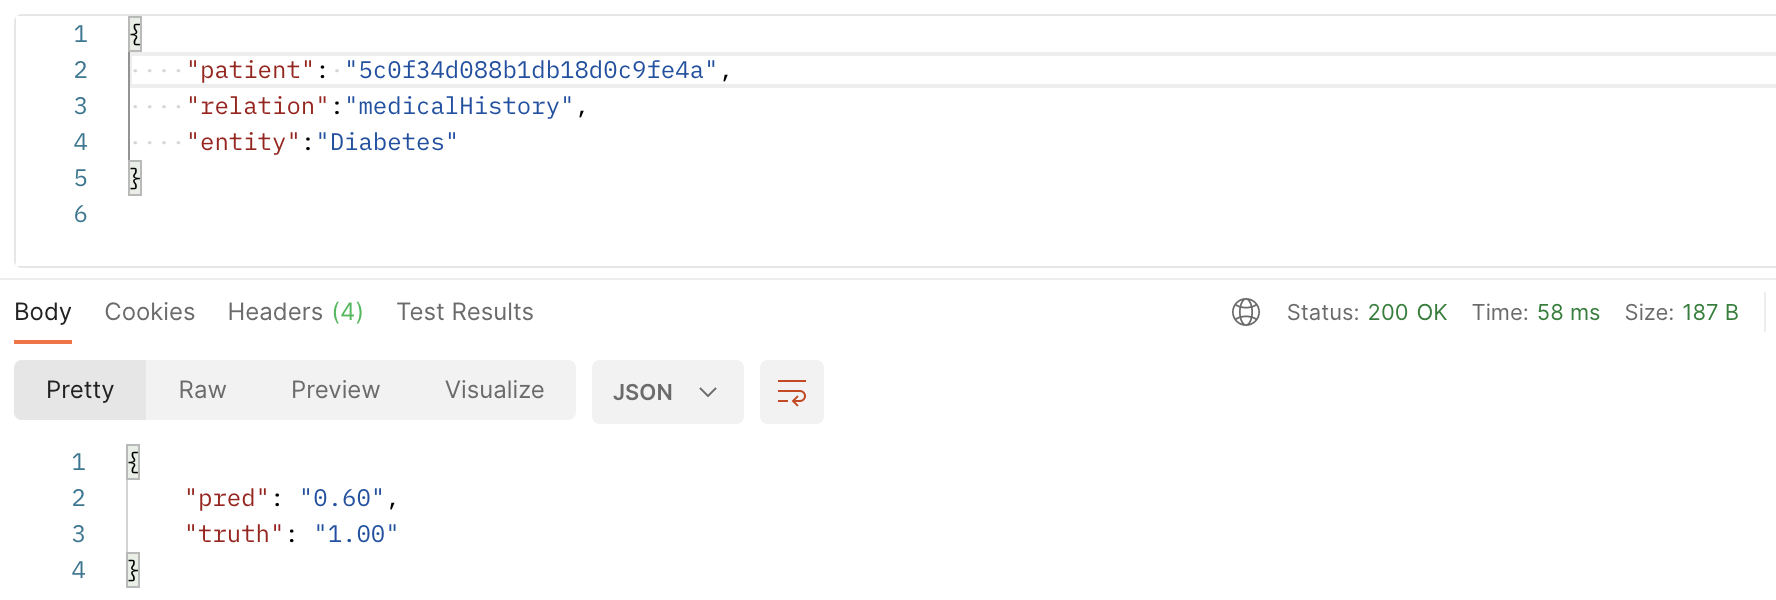 1 {
2 "patient": "5c0f34d088b1db18d0c9fe4a",
3 "relation":"medicalHistory",
4 "entity":"Diabetes"
5 }
6
Body Cookies Headers (4) Test Results Status: 200 OK Time: 58 ms Size: 187 B
Pretty Raw Preview Visualize JSON
1 {
2 "pred": "0.60",
3 "truth": "1.00"
4 }